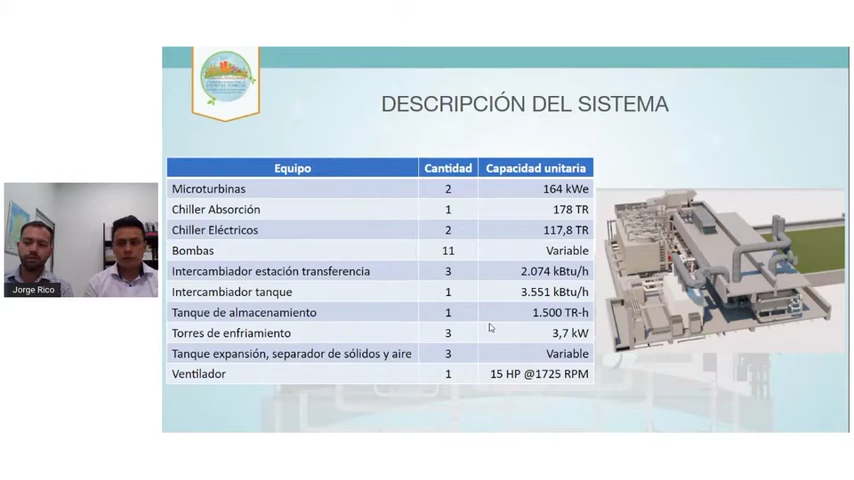 DESCRIPCIÓN DEL SISTEMA
Equipo Cantidad Capacidad unitaria
Microturbinas 2 164 kWe
Chiller Absorción 1 178 TR
Chiller Eléctricos 2 117,8 TR
Bombas 11 Variable
Intercambiador estación transferencia 3 2.074 kBtu/h
Intercambiador tanque 1 3.551 kBtu/h
Tanque de almacenamiento 1 1.500 TR-h
Torres de enfriamiento 3 3,7 kW
Tanque expansión, separador de sólidos y aire 3 Variable
Ventilador 1 15 HP @1725 RPM
Jorge Rico